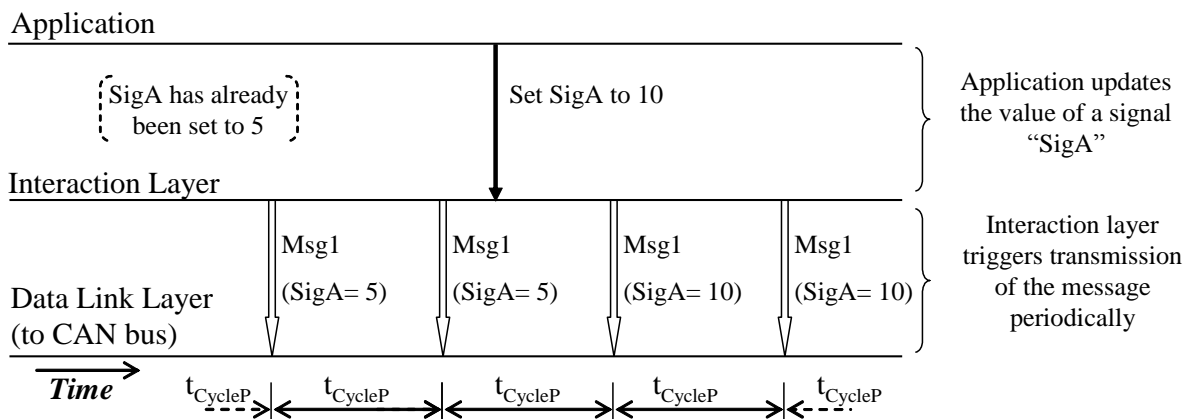 Application
SigA has already
been set to 5
Set SigA to 10
Application updates
the value of a signal
“SigA”
Interaction Layer
Msg1
(SigA= 5)
Msg1
(SigA= 5)
Msg1
(SigA= 10)
Msg1
(SigA= 10)
Interaction layer
triggers transmission
of the message
periodically
Data Link Layer
(to CAN bus)
Time
tCycleP
tCycleP
tCycleP
tCycleP
tCycleP